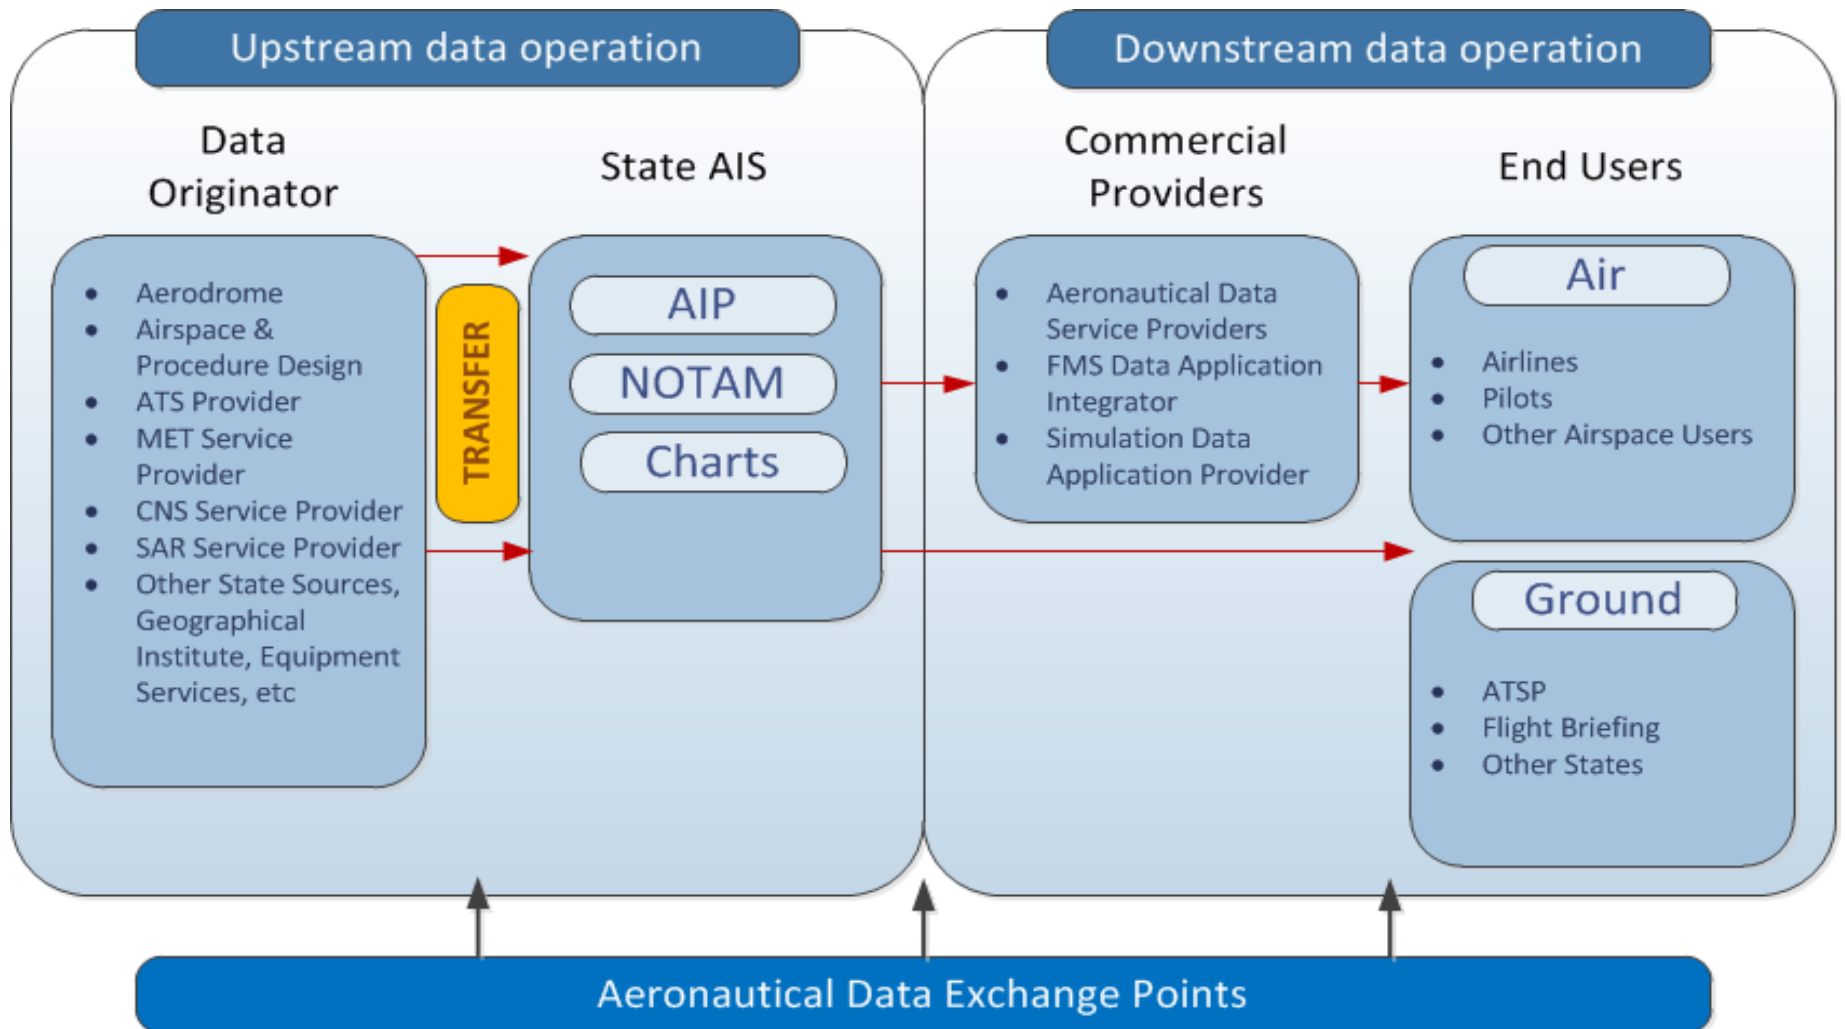 Upstream data operation
Downstream data operation
Data
Originator
State AIS
Commercial
Providers
End Users
• Aerodrome
• Airspace &
Procedure Design
• ATS Provider
• MET Service
Provider
• CNS Service Provider
• SAR Service Provider
• Other State Sources,
Geographical
Institute, Equipment
Services, etc
TRANSFER
AIP
NOTAM
Charts
• Aeronautical Data
Service Providers
• FMS Data Application
Integrator
• Simulation Data
Application Provider
Air
• Airlines
• Pilots
• Other Airspace Users
Ground
• ATSP
• Flight Briefing
• Other States
Aeronautical Data Exchange Points